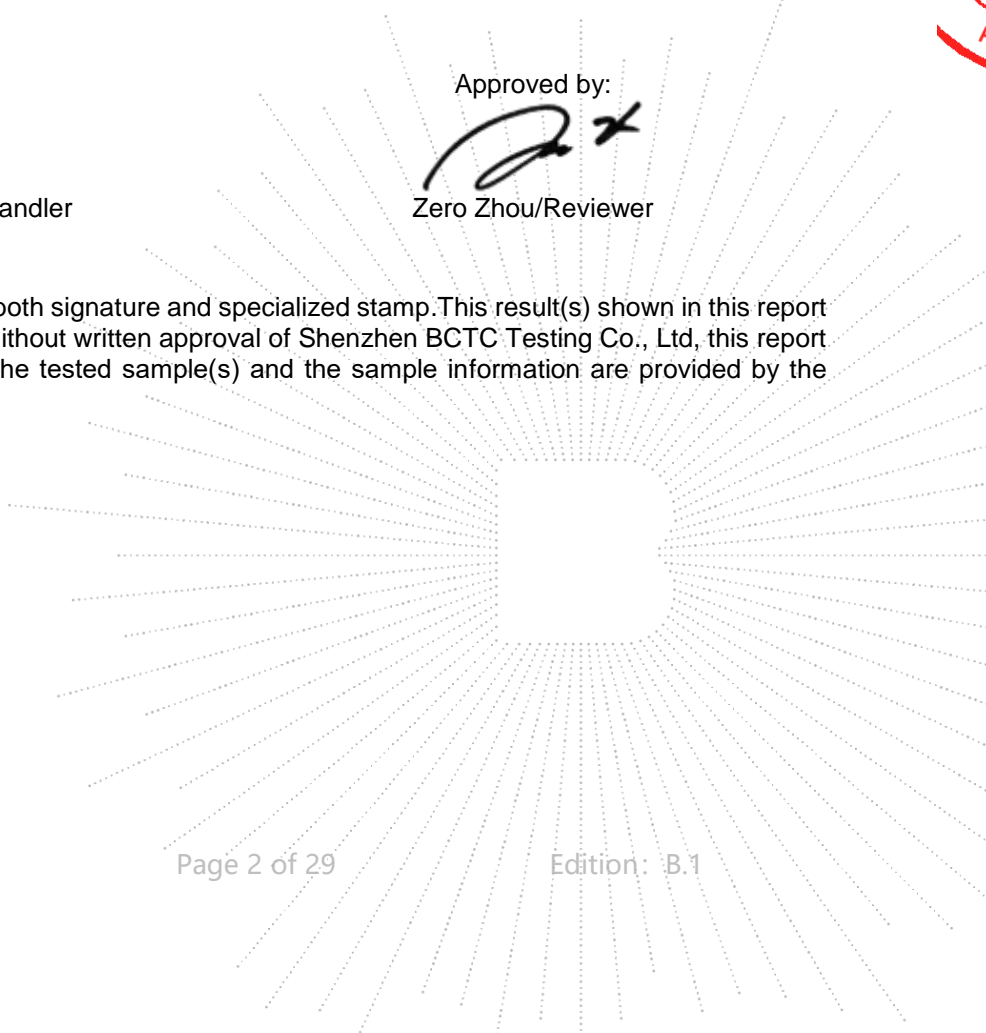 Approved by:
andler
Zero Zhou/Reviewer
both signature and specialized stamp.This result(s) shown in this report
ithout written approval of Shenzhen BCTC Testing Co., Ltd, this report
he tested sample(s) and the sample information are provided by the
Page 2 of 29
Edition: B.1